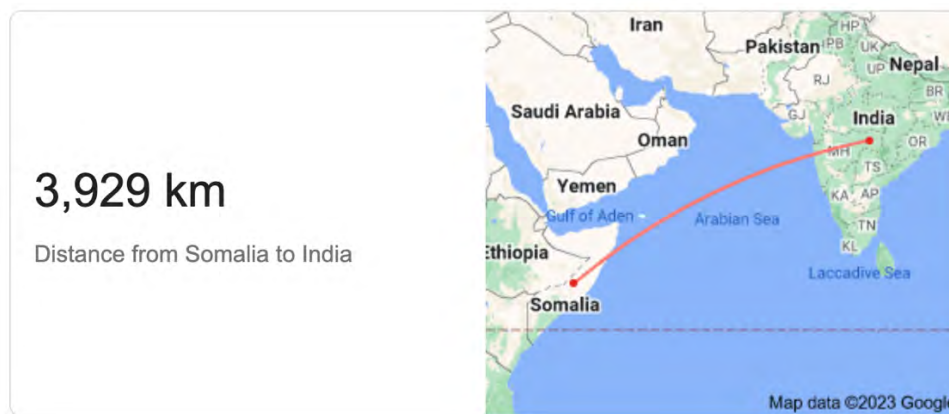 3,929 km
Distance from Somalia to India
Iran
HP
Pakistan
PB
UK
Nepal
UP
RJ
BR
Saudi Arabia
GJ
India
Oman
MH
OR
TS
Yemen
KA
AP
Gulf of Aden
Arabian Sea
TN
Ethiopia
KL
Laccadive Sea
Somalia
Map data ©2023 Google